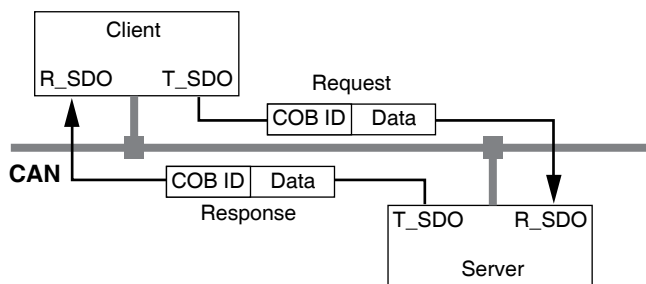 Client
R_SDO T_SDO
Request
COB ID Data
CAN
COB ID Data
Response
T_SDO R_SDO
Server